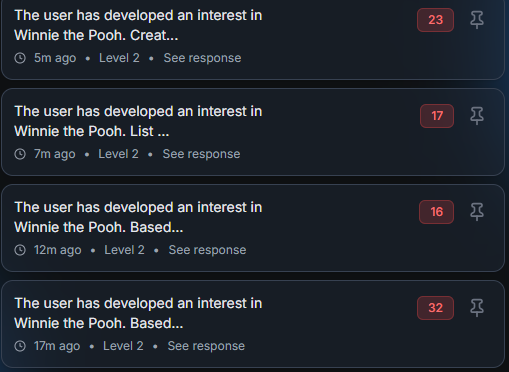 The user has developed an interest in
Winnie the Pooh. Creat...
23
5m ago • Level 2 • See response
The user has developed an interest in
Winnie the Pooh. List ...
17
7m ago • Level 2 • See response
The user has developed an interest in
Winnie the Pooh. Based...
16
12m ago • Level 2 • See response
The user has developed an interest in
Winnie the Pooh. Based...
32
17m ago • Level 2 • See response